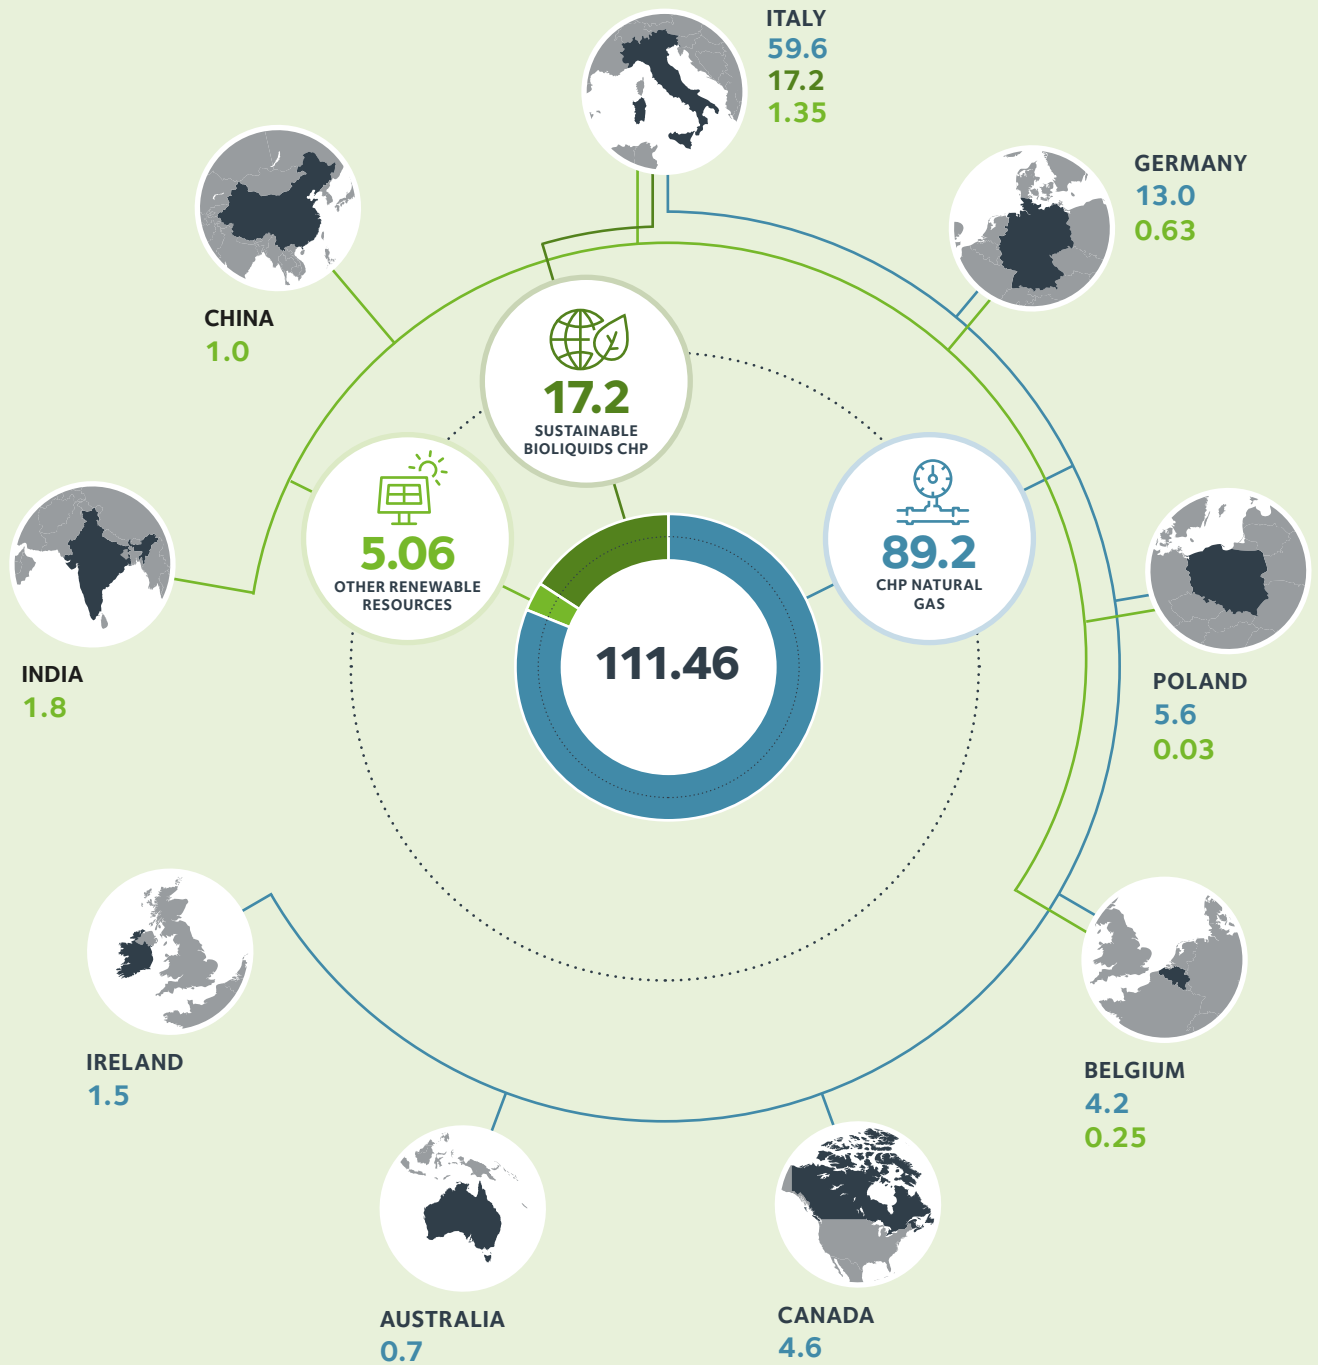 ITALY
59.6
17.2
1.35
GERMANY
13.0
0.63
CHINA
1.0
17.2
SUSTAINABLE
BIOLIQUIDS CHP
5.06
OTHER RENEWABLE
RESOURCES
89.2
CHP NATURAL
GAS
111.46
INDIA
1.8
POLAND
5.6
0.03
IRELAND
1.5
BELGIUM
4.2
0.25
AUSTRALIA
0.7
CANADA
4.6